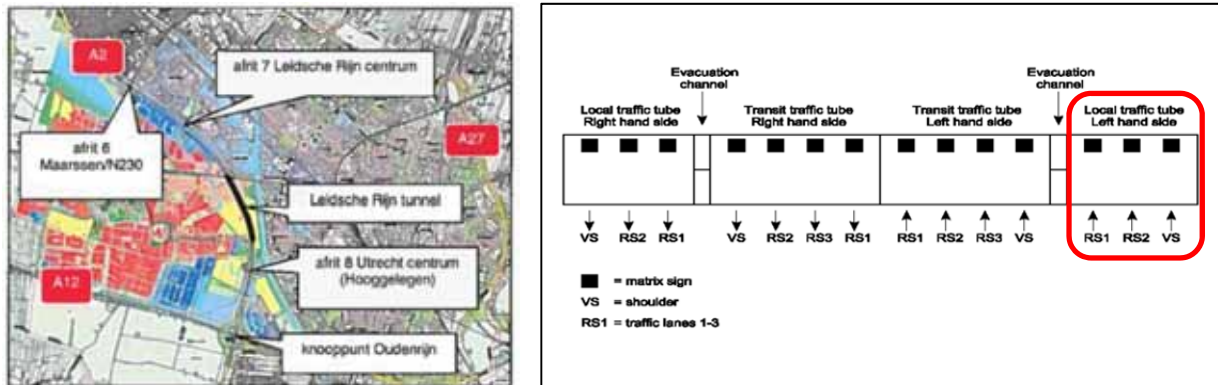 A2
afrit 7 Leidsche Rijn centrum
A27
afrit 6
Maarssen/N230
Leidsche Rijn tunnel
afrit 8 Utrecht centrum
(Hooggelegen)
A12
knooppunt Oudenrijn
Evacuation
channel
Evacuation
channel
Local traffic tube
Right hand side
Transit traffic tube
Right hand side
Transit traffic tube
Left hand side
Local traffic tube
Left hand side
VS RS2 RS1 VS RS2 RS3 RS1 RS1 RS2 RS3 VS RS1 RS2 VS
= matrix sign
VS = shoulder
RS1 = traffic lanes 1-3